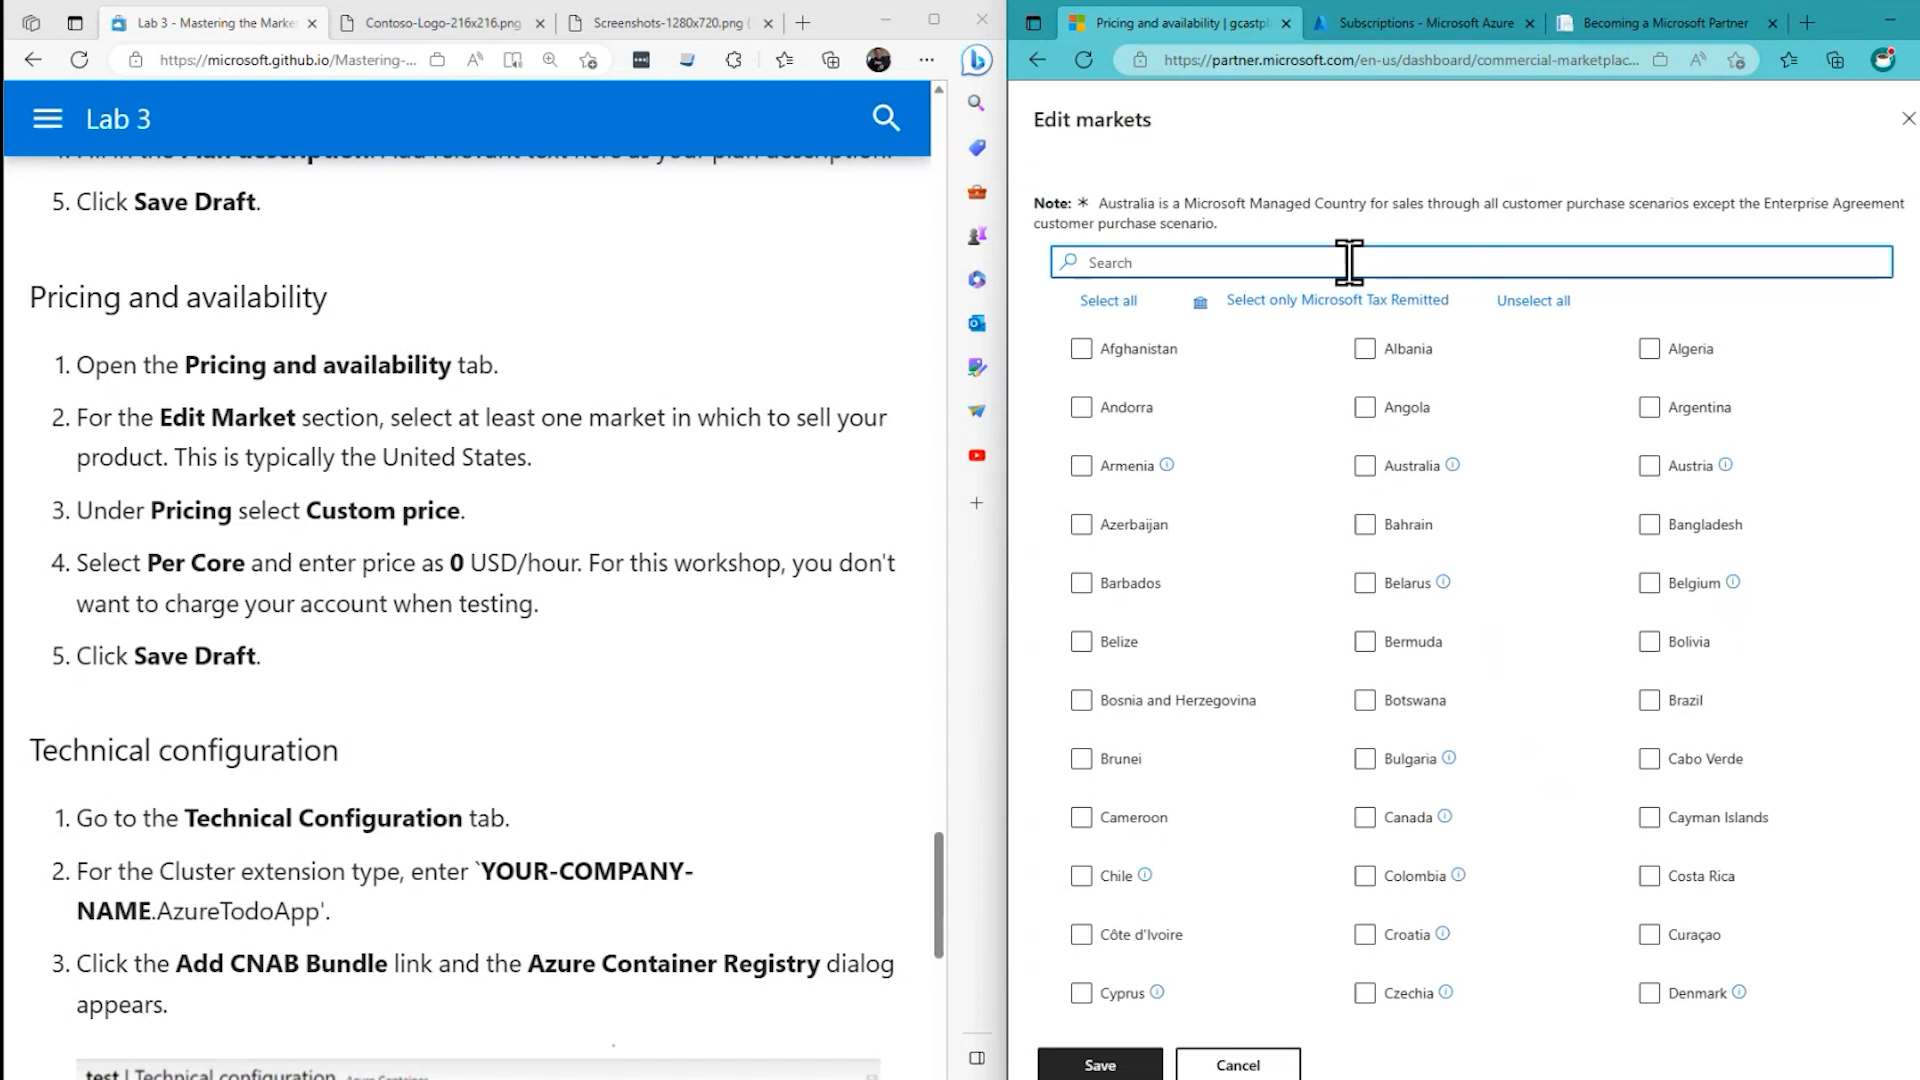 Lab 3 - Mastering the Marke
Contoso-Logo-216x216.png
Screenshots-1280x720.png (
https://microsoft.github.io/Mastering-...
Lab 3
5. Click Save Draft.
Pricing and availability
1. Open the Pricing and availability tab.
2. For the Edit Market section, select at least one market in which to sell your
product. This is typically the United States.
3. Under Pricing select Custom price.
4. Select Per Core and enter price as 0 USD/hour. For this workshop, you don't
want to charge your account when testing.
5. Click Save Draft.
Technical configuration
1. Go to the Technical Configuration tab.
2. For the Cluster extension type, enter `YOUR-COMPANY-
NAME.AzureTodoApp'.
3. Click the Add CNAB Bundle link and the Azure Container Registry dialog
appears.
test | Technical configuration Azure Container
Pricing and availability | gcastpl
Subscriptions - Microsoft Azure
Becoming a Microsoft Partner
https://partner.microsoft.com/en-us/dashboard/commercial-marketplac...
Edit markets
Note: * Australia is a Microsoft Managed Country for sales through all customer purchase scenarios except the Enterprise Agreement
customer purchase scenario.
Search
Select all Select only Microsoft Tax Remitted Unselect all
Afghanistan Albania Algeria
Andorra Angola Argentina
Armenia Australia Austria
Azerbaijan Bahrain Bangladesh
Barbados Belarus Belgium
Belize Bermuda Bolivia
Bosnia and Herzegovina Botswana Brazil
Brunei Bulgaria Cabo Verde
Cameroon Canada Cayman Islands
Chile Colombia Costa Rica
Côte d'Ivoire Croatia Curaçao
Cyprus Czechia Denmark
Save Cancel